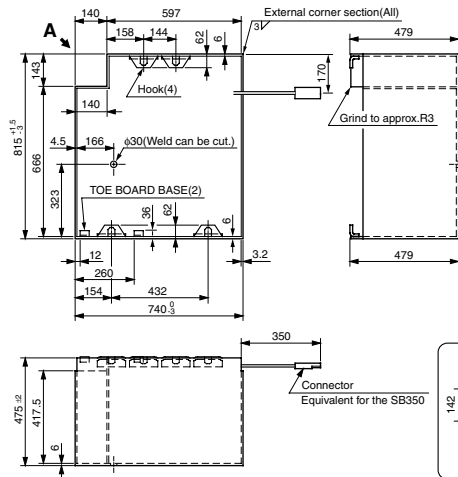 140
597
External corner section(All)
479
A
158
144
6
62
3
143
170
Hook(4)
140
Grind to approx.R3
815 +1.5 -3
4.5
166
φ30(Weld can be cut.)
666
323
TOE BOARD BASE(2)
36
62
6
12
3.2
479
260
154
432
740 0 -3
350
475 ±2
417.5
Connector
Equivalent for the SB350
6
142